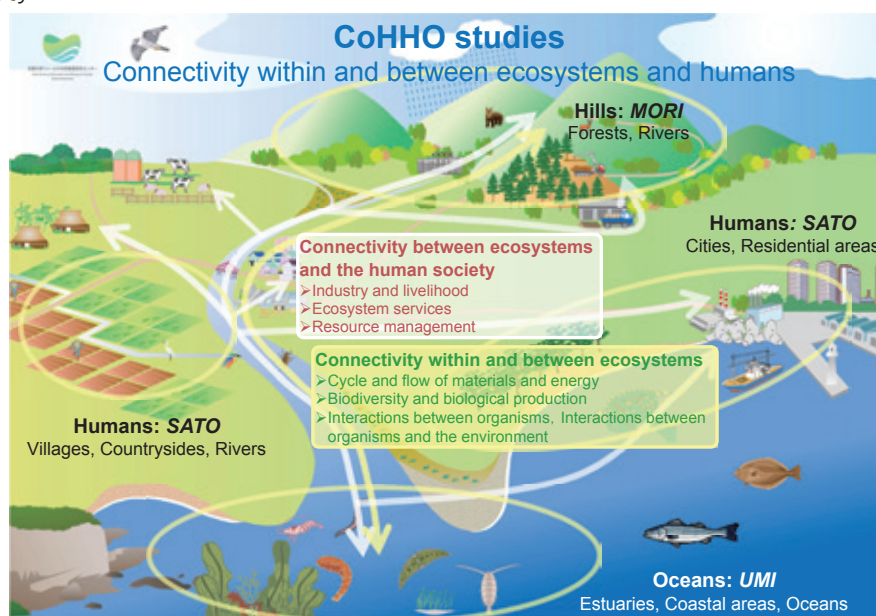 CoHHO studies
Connectivity within and between ecosystems and humans
Hills: MORI
Forests, Rivers
Humans: SATO
Cities, Residential areas
Connectivity between ecosystems
and the human society
➢Industry and livelihood
➢Ecosystem services
➢Resource management
Connectivity within and between ecosystems
➢Cycle and flow of materials and energy
➢Biodiversity and biological production
➢Interactions between organisms, Interactions between
organisms and the environment
Humans: SATO
Villages, Countrysides, Rivers
Oceans: UMI
Estuaries, Coastal areas, Oceans